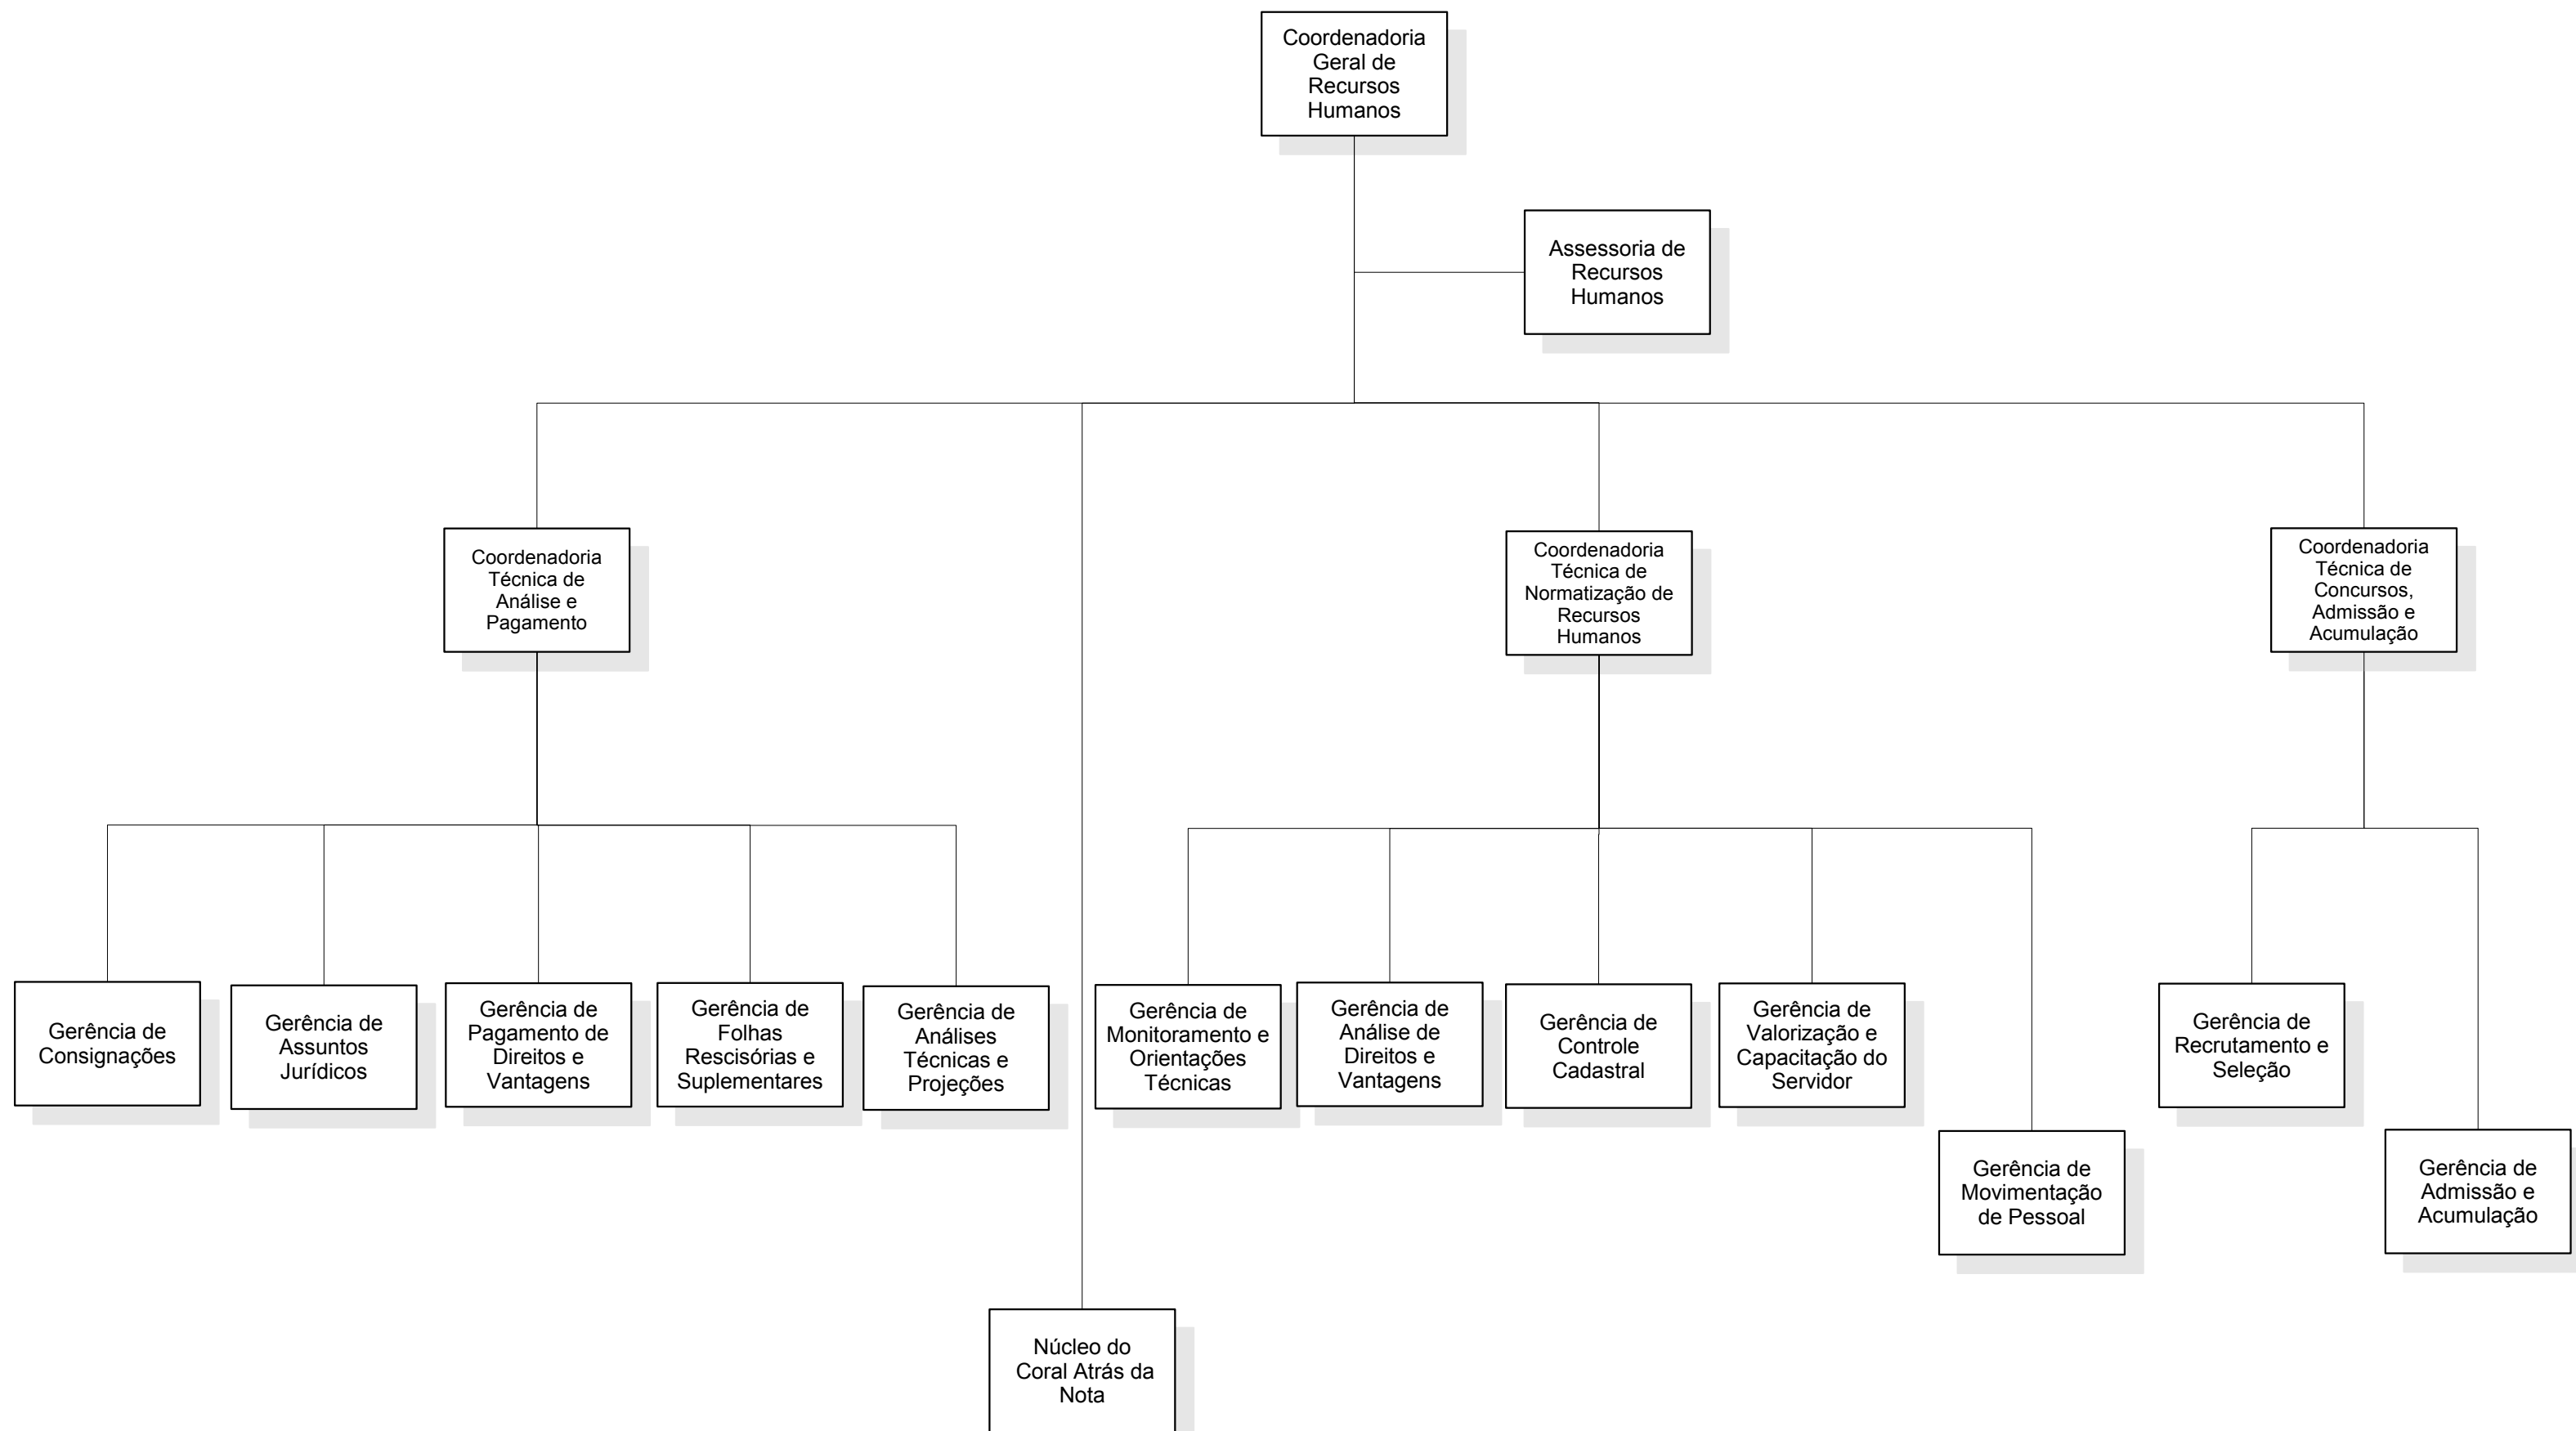 Coordenadoria
Geral de
Recursos
Humanos
Assessoria de
Recursos
Humanos
Coordenadoria
Técnica de
Análise e
Pagamento
Coordenadoria
Técnica de
Normatização de
Recursos
Humanos
Coordenadoria
Técnica de
Concursos,
Admissão e
Acumulação
Gerência de
Consignações
Gerência de
Assuntos
Jurídicos
Gerência de
Pagamento de
Direitos e
Vantagens
Gerência de
Folhas
Rescisórias e
Suplementares
Gerência de
Análises
Técnicas e
Projeções
Gerência de
Monitoramento e
Orientações
Técnicas
Gerência de
Análise de
Direitos e
Vantagens
Gerência de
Controle
Cadastral
Gerência de
Valorização e
Capacitação do
Servidor
Gerência de
Movimentação
de Pessoal
Gerência de
Recrutamento e
Seleção
Gerência de
Admissão e
Acumulação
Núcleo do
Coral Atrás da
Nota